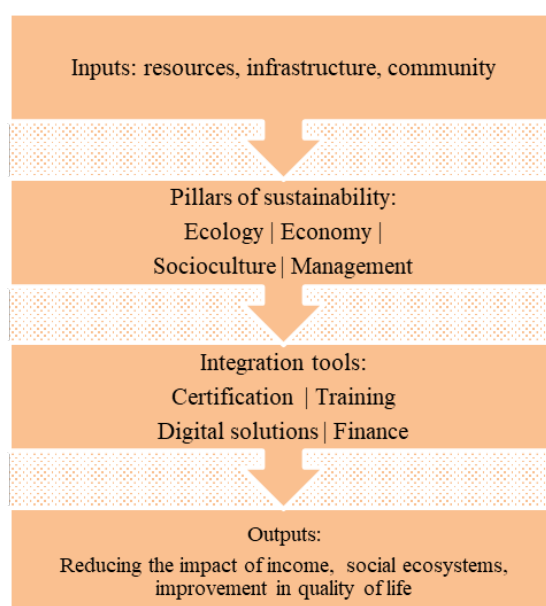 Inputs: resources, infrastructure, community
Pillars of sustainability:
Ecology | Economy |
Socioculture | Management
Integration tools:
Certification | Training
Digital solutions | Finance
Outputs:
Reducing the impact of income, social ecosystems,
improvement in quality of life